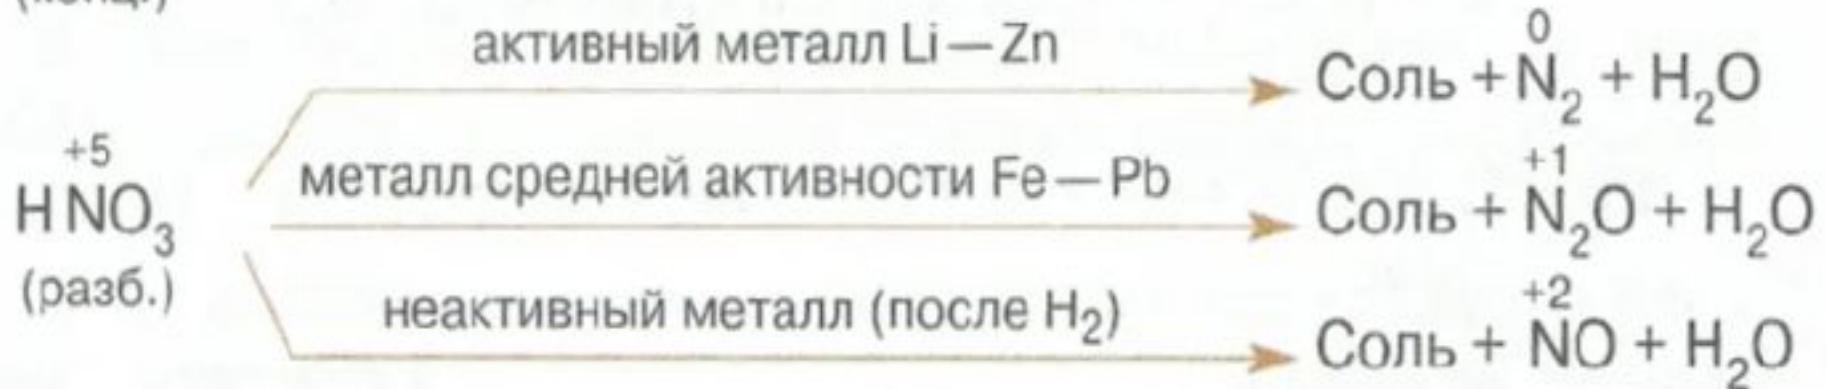 (конц.)
активный металл Li—Zn
0
Соль + N₂ + H₂O
+5
HNO₃
(разб.)
металл средней активности Fe—Pb
+1
Соль + N₂O + H₂O
неактивный металл (после H₂)
+2
Соль + NO + H₂O